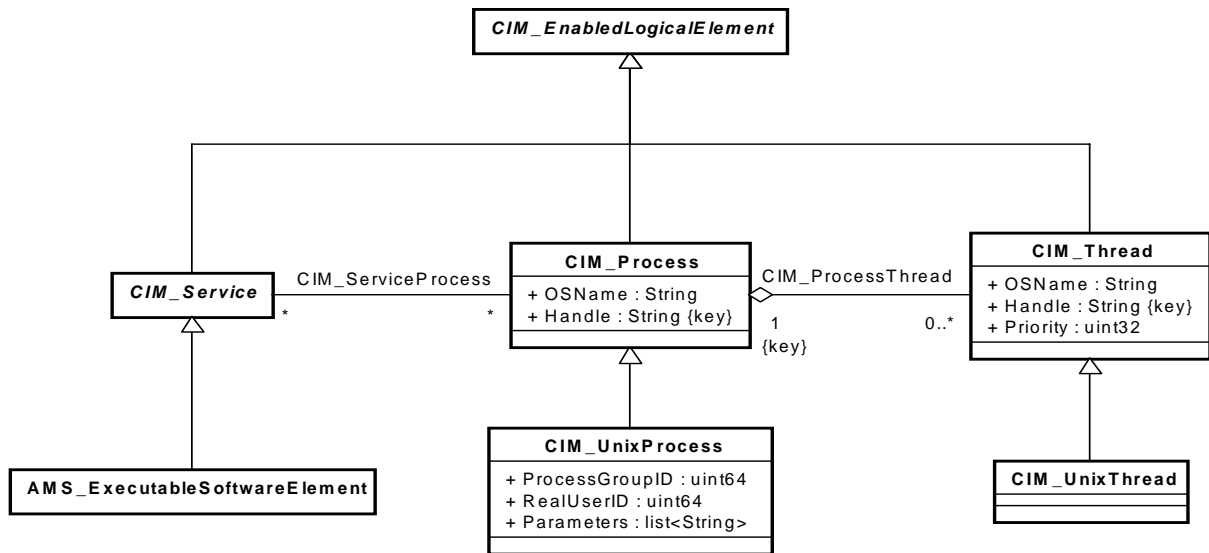 CIM_EnabledLogicalElement
CIM_Service
*
CIM_ServiceProcess
*
CIM_Process
+ OSName : String
+ Handle : String {key}
CIM_ProcessThread
1
{key}
0..*
CIM_Thread
+ OSName : String
+ Handle : String {key}
+ Priority : uint32
AMS_ExecutableSoftwareElement
CIM_UnixProcess
+ ProcessGroupID : uint64
+ RealUserID : uint64
+ Parameters : list<String>
CIM_UnixThread